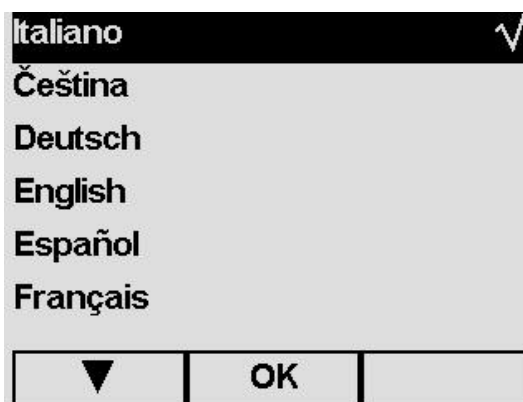 Italiano √
Čeština
Deutsch
English
Español
Français
▼ OK